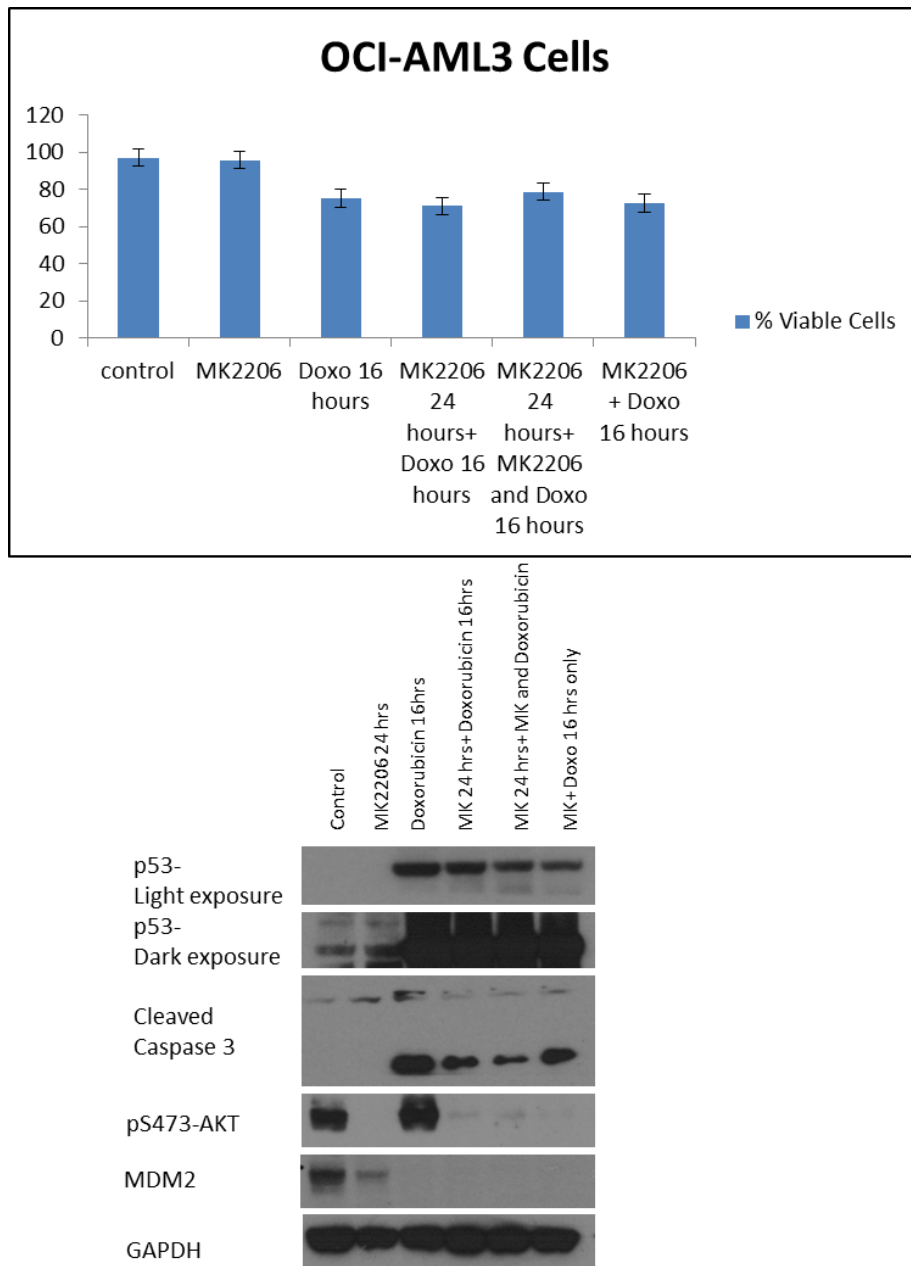 OCI-AML3 Cells
120
100
80
60
40
20
0
% Viable Cells
control
MK2206
Doxo 16
hours
MK2206
24
hours+
Doxo 16
hours
MK2206
24
hours+
MK2206
and Doxo
16 hours
MK2206
+ Doxo
16 hours
Control
MK2206 24 hrs
Doxorubicin 16hrs
MK 24 hrs+ Doxorubicin 16hrs
MK 24 hrs+ MK and Doxorubicin
MK+ Doxo 16 hrs only
p53-
Light exposure
p53-
Dark exposure
Cleaved
Caspase 3
pS473-AKT
MDM2
GAPDH